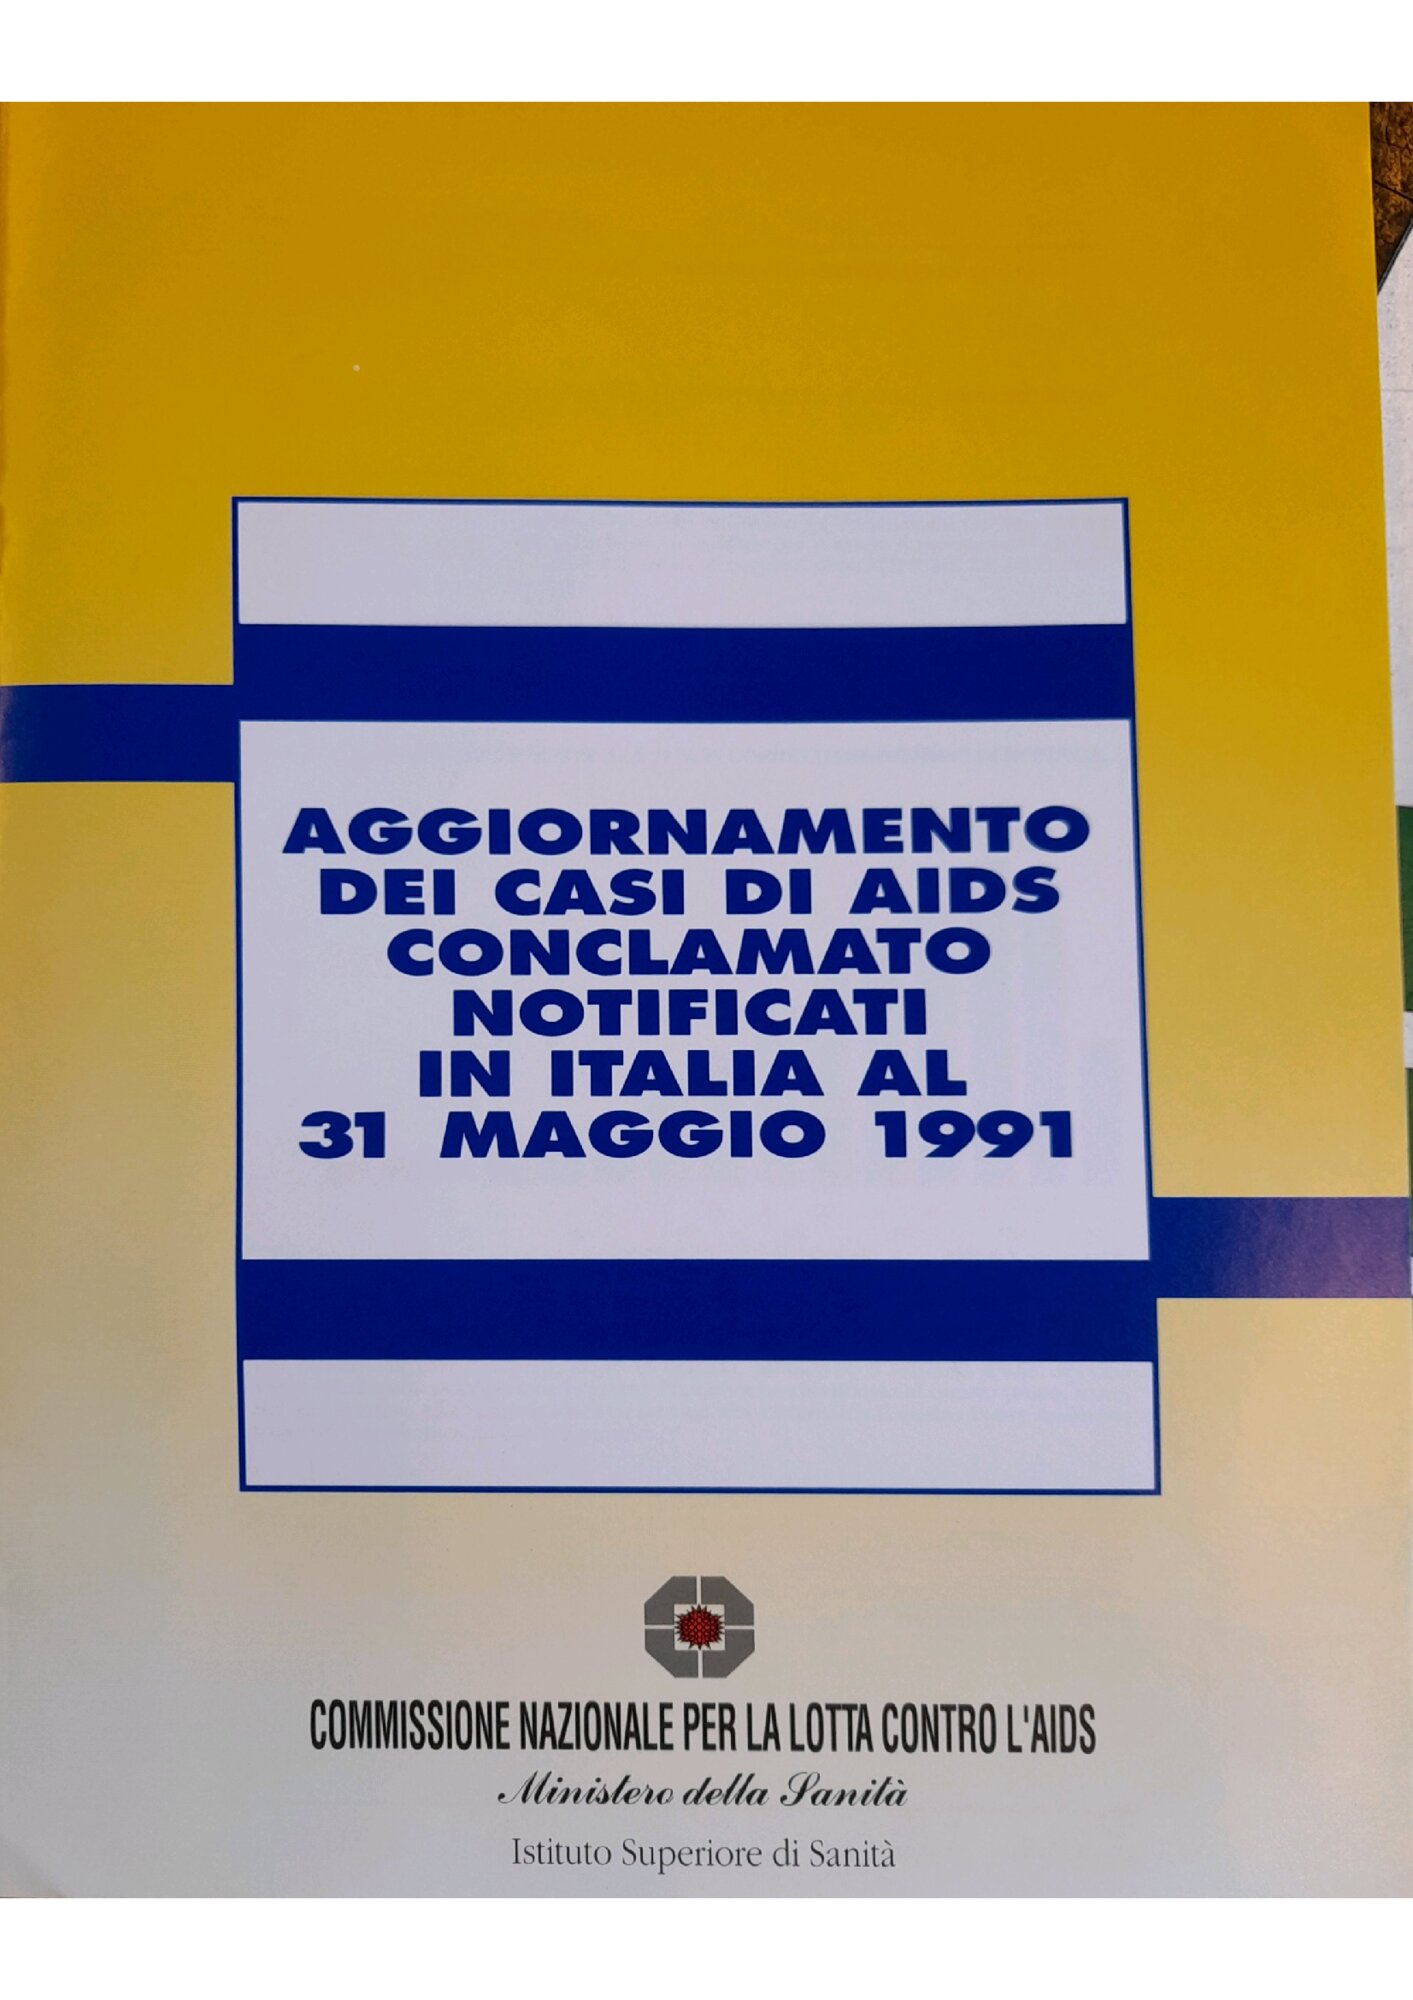 AGGIORNAMENTO
DEI CASI DI AIDS
CONCLAMATO
NOTIFICATI
IN ITALIA AL
31 MAGGIO 1991
COMMISSIONE NAZIONALE PER LA LOTTA CONTRO L'AIDS
Ministero della Sanità
Istituto Superiore di Sanità